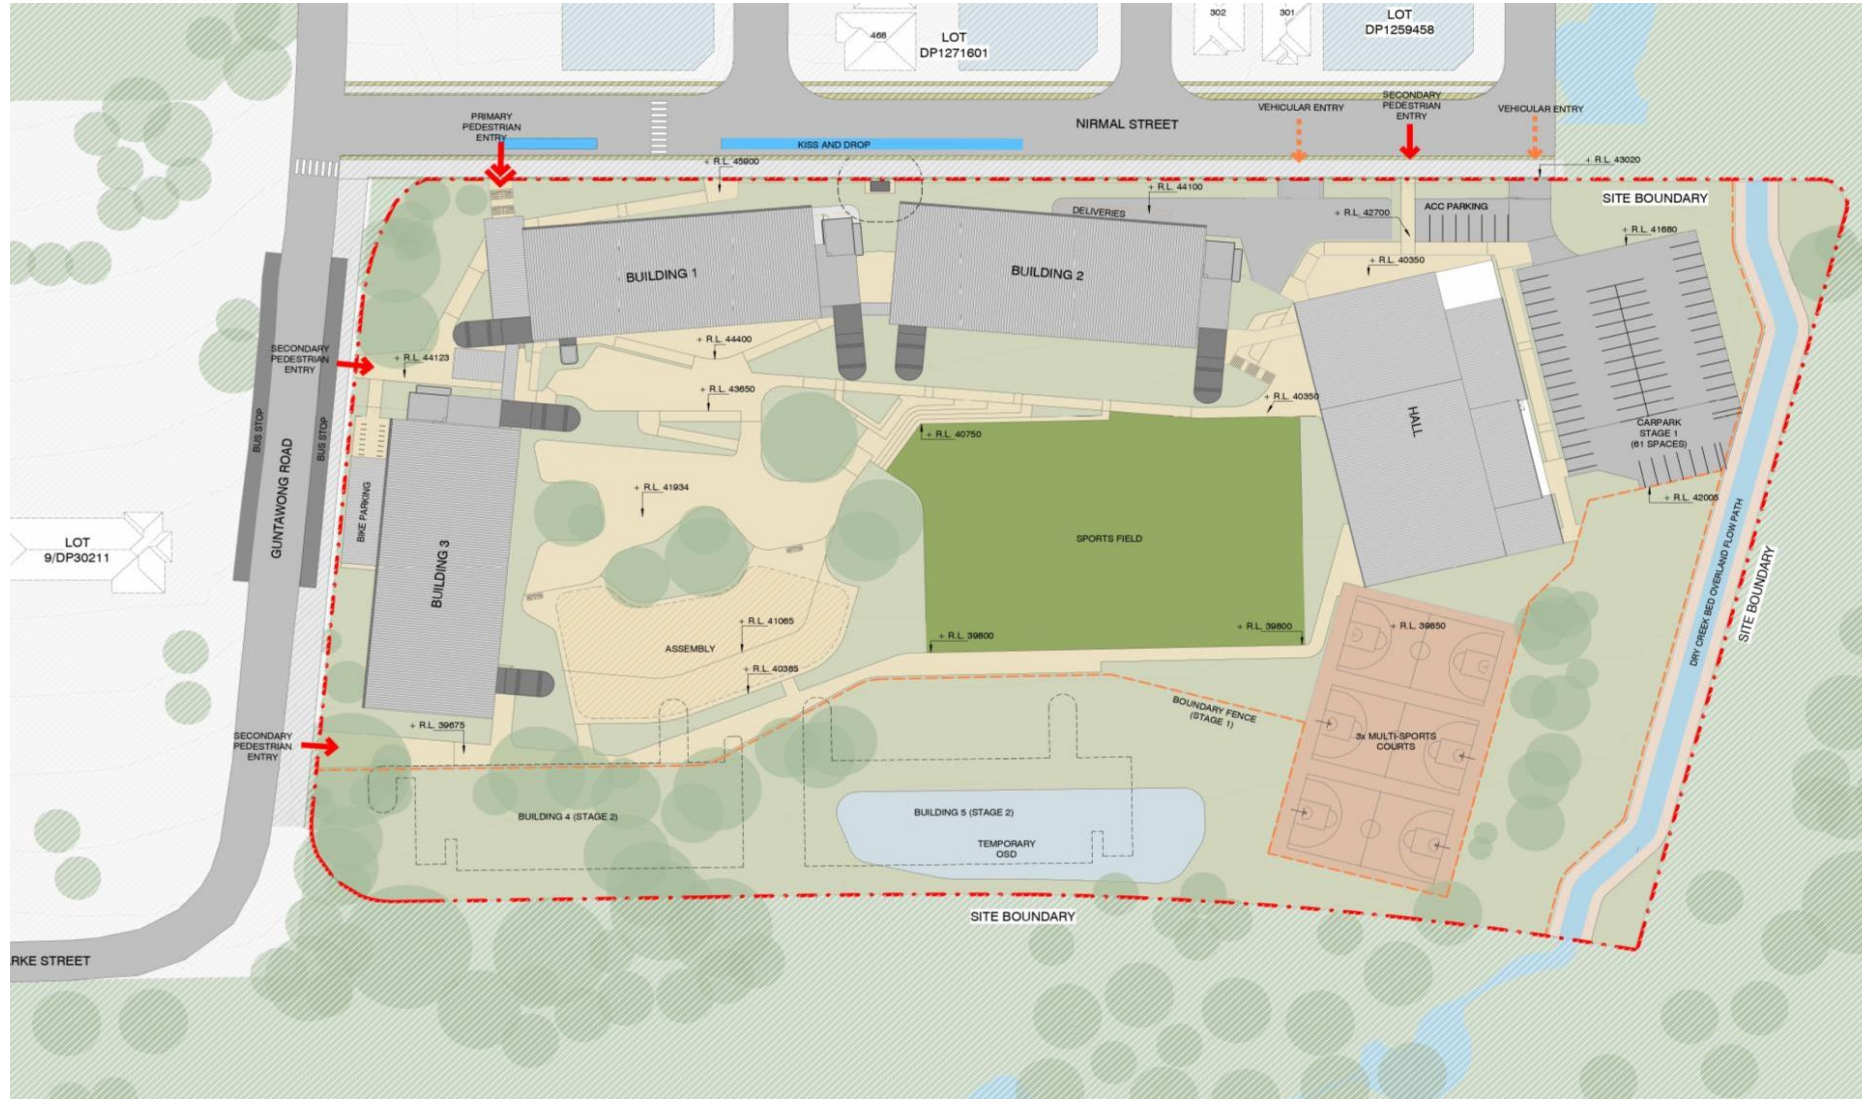 302
301
LOT
DP1259458
468
LOT
DP1271601
PRIMARY
PEDESTRIAN
ENTRY
KISS AND DROP
NIRMAL STREET
VEHICULAR ENTRY
SECONDARY
PEDESTRIAN
ENTRY
VEHICULAR ENTRY
+ R.L. 45900
+ R.L. 43020
+ R.L. 44100
SITE BOUNDARY
DELIVERIES
ACC PARKING
+ R.L. 42700
+ R.L. 41680
BUILDING 1
BUILDING 2
+ R.L. 40350
SECONDARY
PEDESTRIAN
ENTRY
+ R.L. 44123
+ R.L. 44400
+ R.L. 43650
+ R.L. 40350
BUS STOP
BUS STOP
GUNTAWONG ROAD
+ R.L. 40750
HALL
CARPARK
STAGE 1
(61 SPACES)
+ R.L. 41934
+ R.L. 42005
BIKE PARKING
LOT
9/DP30211
BUILDING 3
SPORTS FIELD
DRY CREEK BED OVERLAND FLOW PATH
SITE BOUNDARY
+ R.L. 41065
ASSEMBLY
+ R.L. 39800
+ R.L. 39800
+ R.L. 39850
+ R.L. 40385
BOUNDARY FENCE
(STAGE 1)
+ R.L. 39675
SECONDARY
PEDESTRIAN
ENTRY
3x MULTI-SPORTS
COURTS
BUILDING 4 (STAGE 2)
BUILDING 5 (STAGE 2)
TEMPORARY
OSD
SITE BOUNDARY
RKE STREET